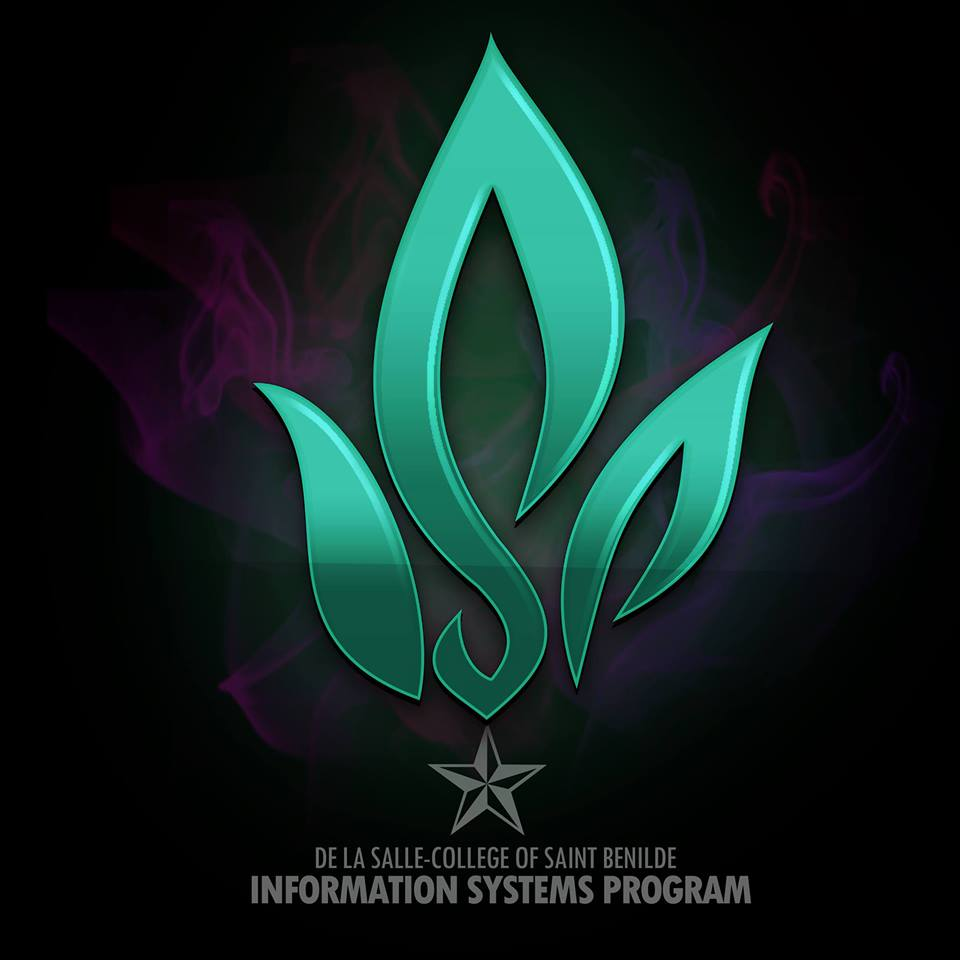 DE LA SALLE-COLLEGE OF SAINT BENILDE
INFORMATION SYSTEMS PROGRAM